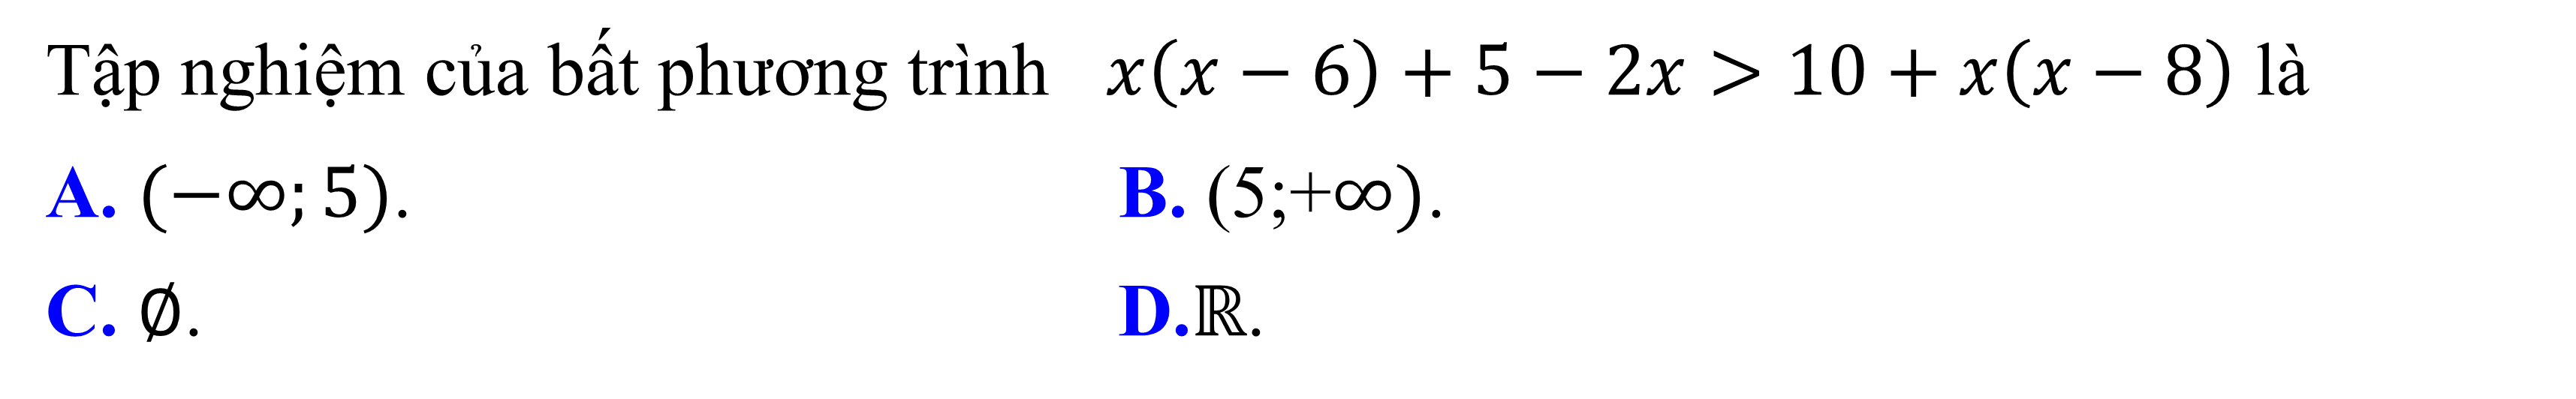 Tập nghiệm của bất phương trình x(x − 6) + 5 − 2x > 10 + x(x − 8) là
A. (−∞; 5). B. (5;+∞).
C. ∅. D.ℝ.